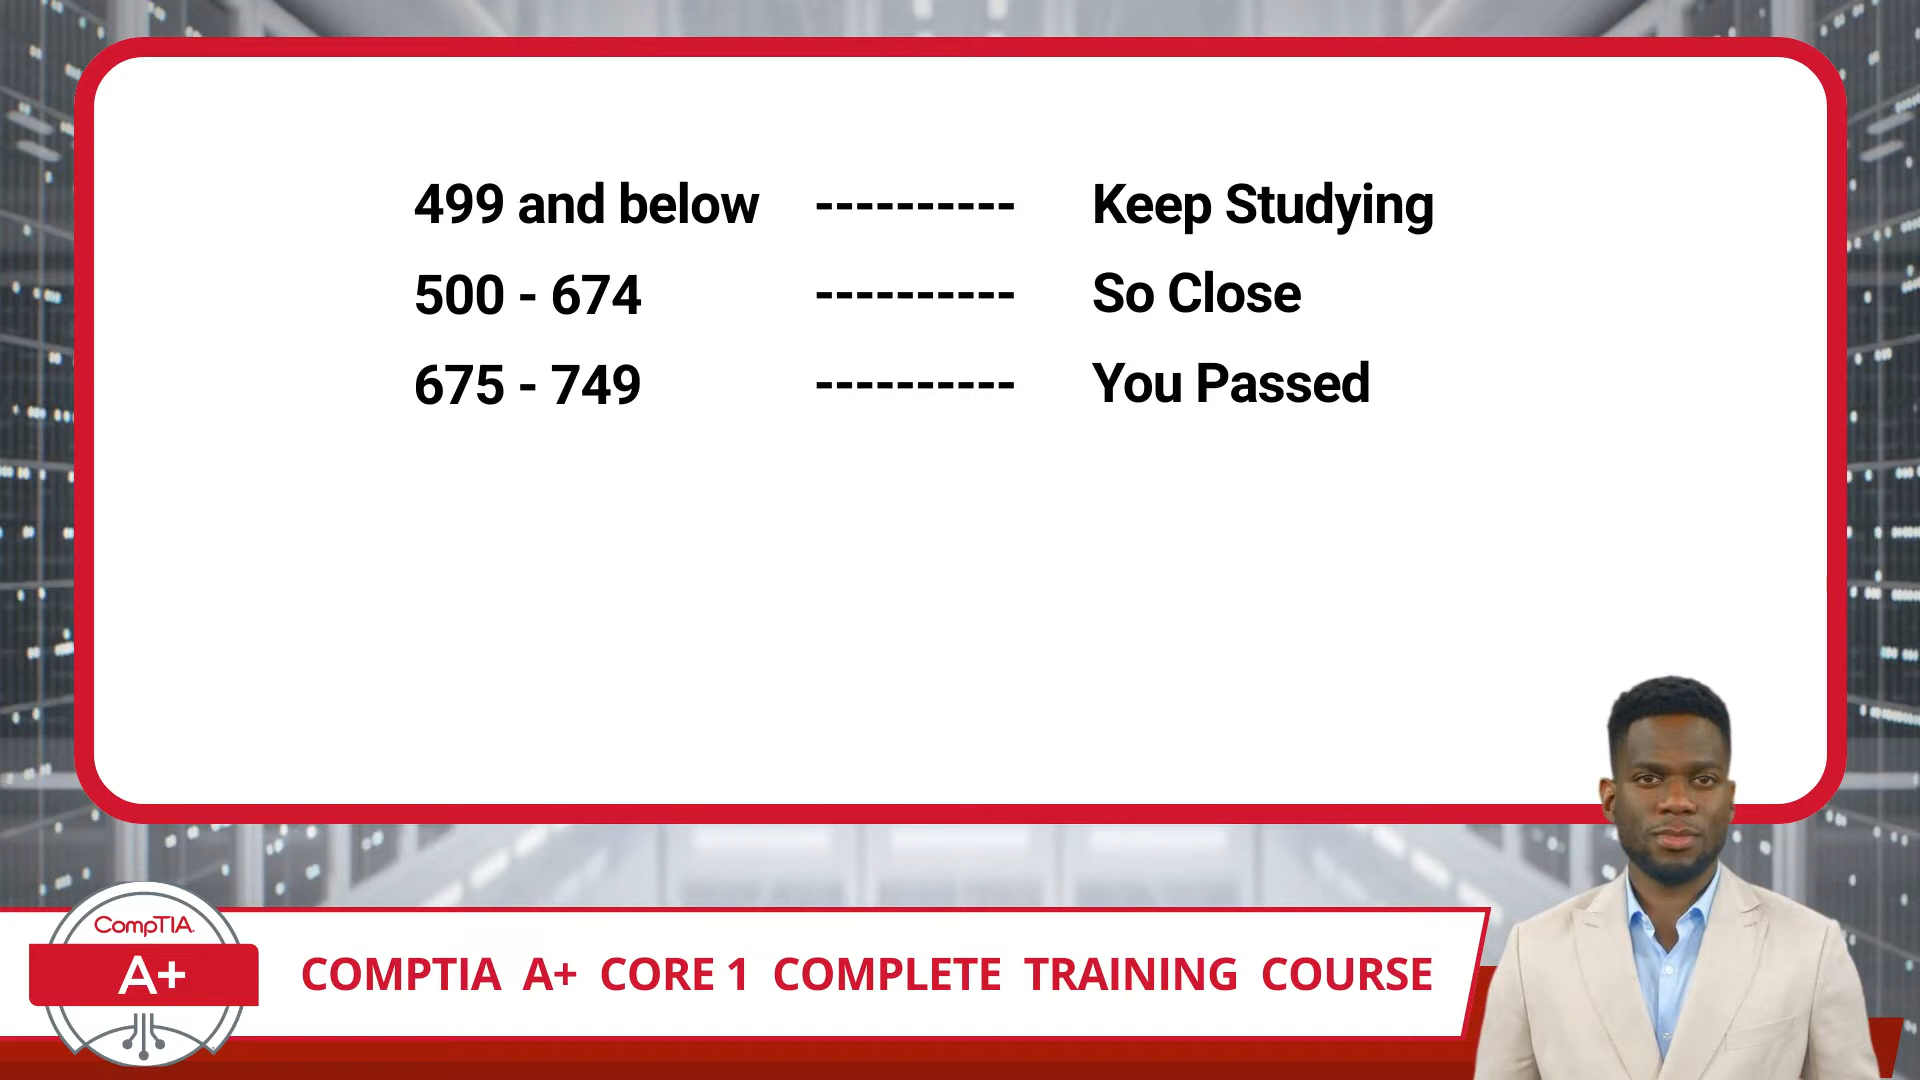 499 and below ---------- Keep Studying
500 - 674 ---------- So Close
675 - 749 ---------- You Passed
CompTIA.
A+
COMPTIA A+ CORE 1 COMPLETE TRAINING COURSE